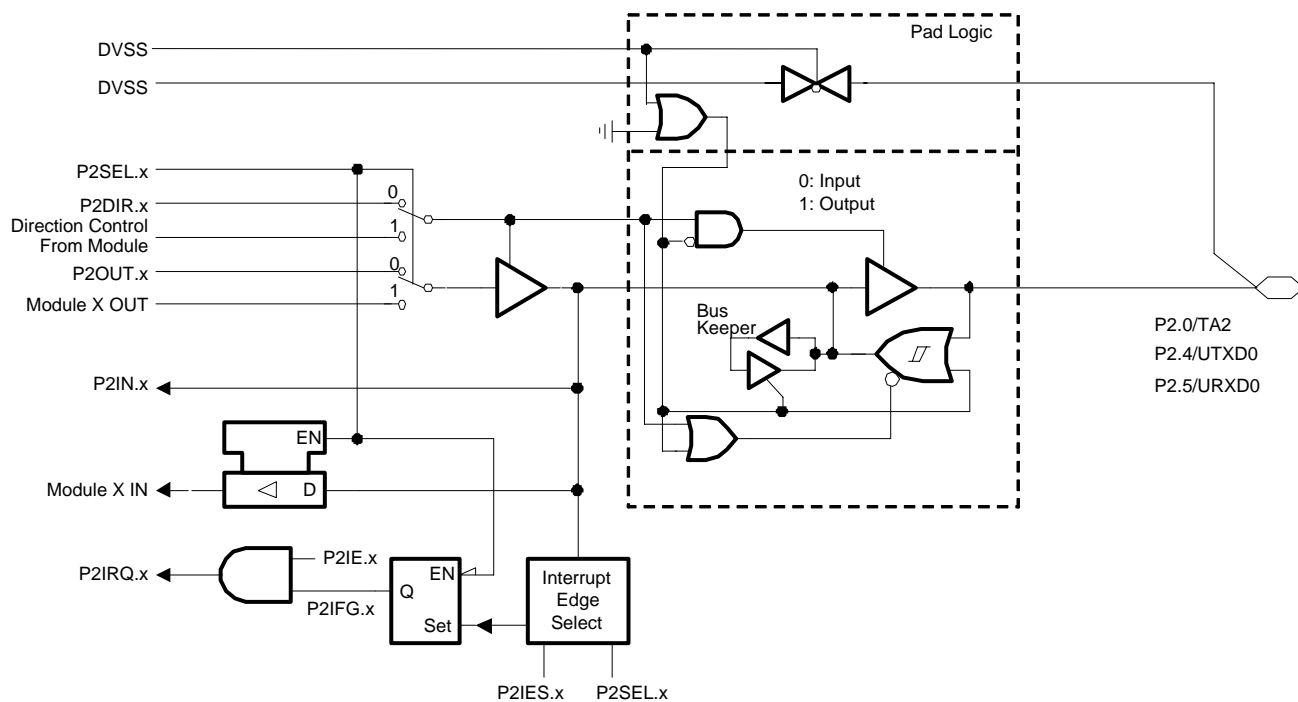 Pad Logic
DVSS
DVSS
P2SEL.x
0
P2DIR.x
Direction Control
From Module
1
0
P2OUT.x
1
Module X OUT
0: Input
1: Output
Bus
Keeper
P2.0/TA2
P2.4/UTXD0
P2.5/URXD0
P2IN.x
EN
Module X IN
D
P2IE.x
P2IRQ.x
EN
Q
P2IFG.x
Set
Interrupt
Edge
Select
P2IES.x
P2SEL.x